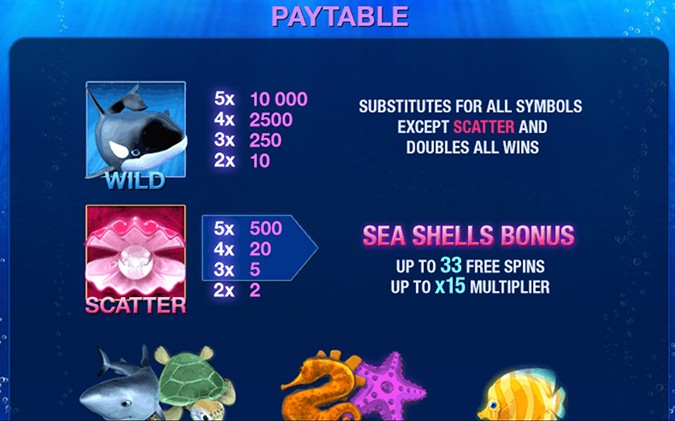 PAYTABLE
5x 10 000
4x 2500
3x 250
2x 10
WILD
SUBSTITUTES FOR ALL SYMBOLS
EXCEPT SCATTER AND
DOUBLES ALL WINS
5x 500
4x 20
3x 5
2x 2
SCATTER
SEA SHELLS BONUS
UP TO 33 FREE SPINS
UP TO x15 MULTIPLIER